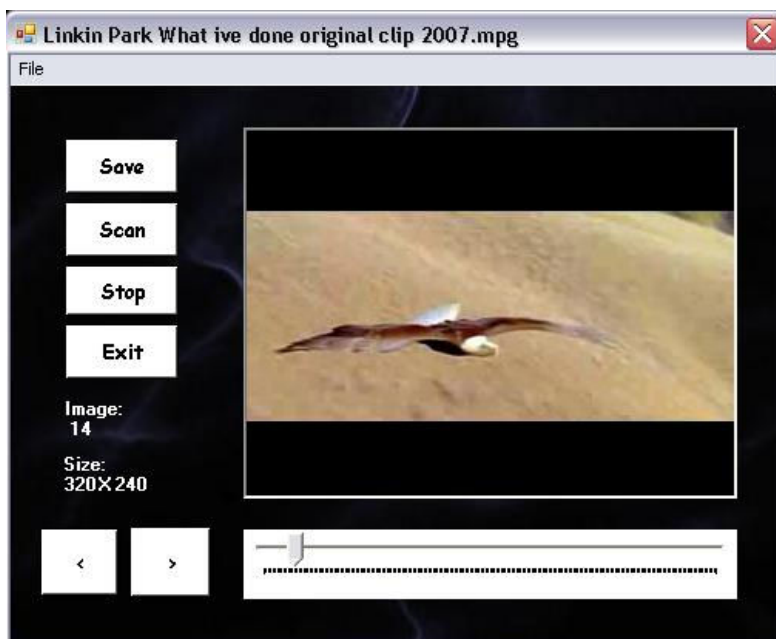 Linkin Park What ive done original clip 2007.mpg
File
Save
Scan
Stop
Exit
Image:
14
Size:
320X240
< >